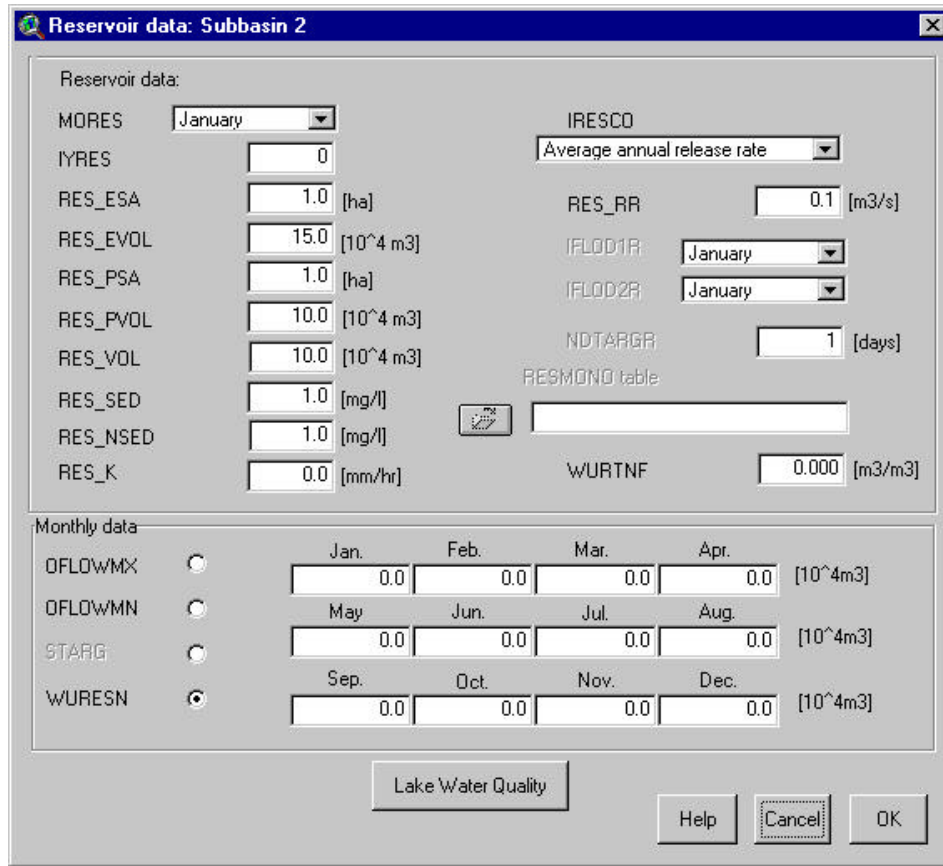 Reservoir data: Subbasin 2
Reservoir data:
MORES January
IYRES 0
RES_ESA 1.0 [ha]
RES_EVOL 15.0 [10^4 m3]
RES_PSA 1.0 [ha]
RES_PVOL 10.0 [10^4 m3]
RES_VOL 10.0 [10^4 m3]
RES_SED 1.0 [mg/l]
RES_NSED 1.0 [mg/l]
RES_K 0.0 [mm/hr]
IRESCO
Average annual release rate
RES_RR 0.1 [m3/s]
IFLOD1R January
IFLOD2R January
NDTARGR 1 [days]
RESMONO table
WURTNF 0.000 [m3/m3]
Monthly data
OFLOWMX
OFLOWMN
STARG
WURESN
Jan. Feb. Mar. Apr.
0.0 0.0 0.0 0.0 [10^4m3]
May Jun. Jul. Aug.
0.0 0.0 0.0 0.0 [10^4m3]
Sep. Oct. Nov. Dec.
0.0 0.0 0.0 0.0 [10^4m3]
Lake Water Quality
Help Cancel OK